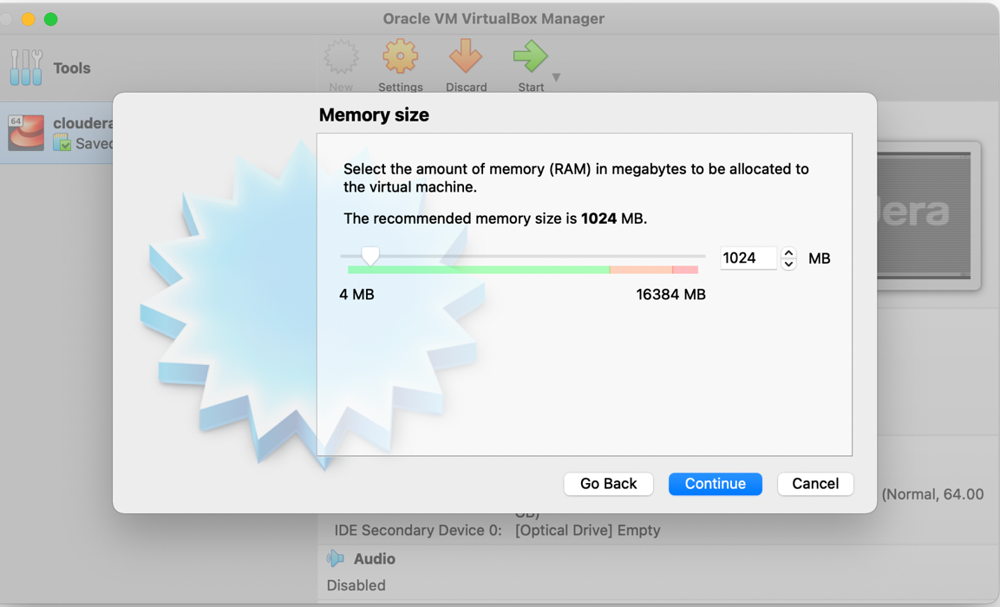 Oracle VM VirtualBox Manager
Tools
New
Settings
Discard
Start
64
cloudera
Saved
Memory size
Select the amount of memory (RAM) in megabytes to be allocated to
the virtual machine.
The recommended memory size is 1024 MB.
1024 MB
4 MB
16384 MB
dera
Go Back
Continue
Cancel
(Normal, 64.00
GB)
IDE Secondary Device 0: [Optical Drive] Empty
Audio
Disabled